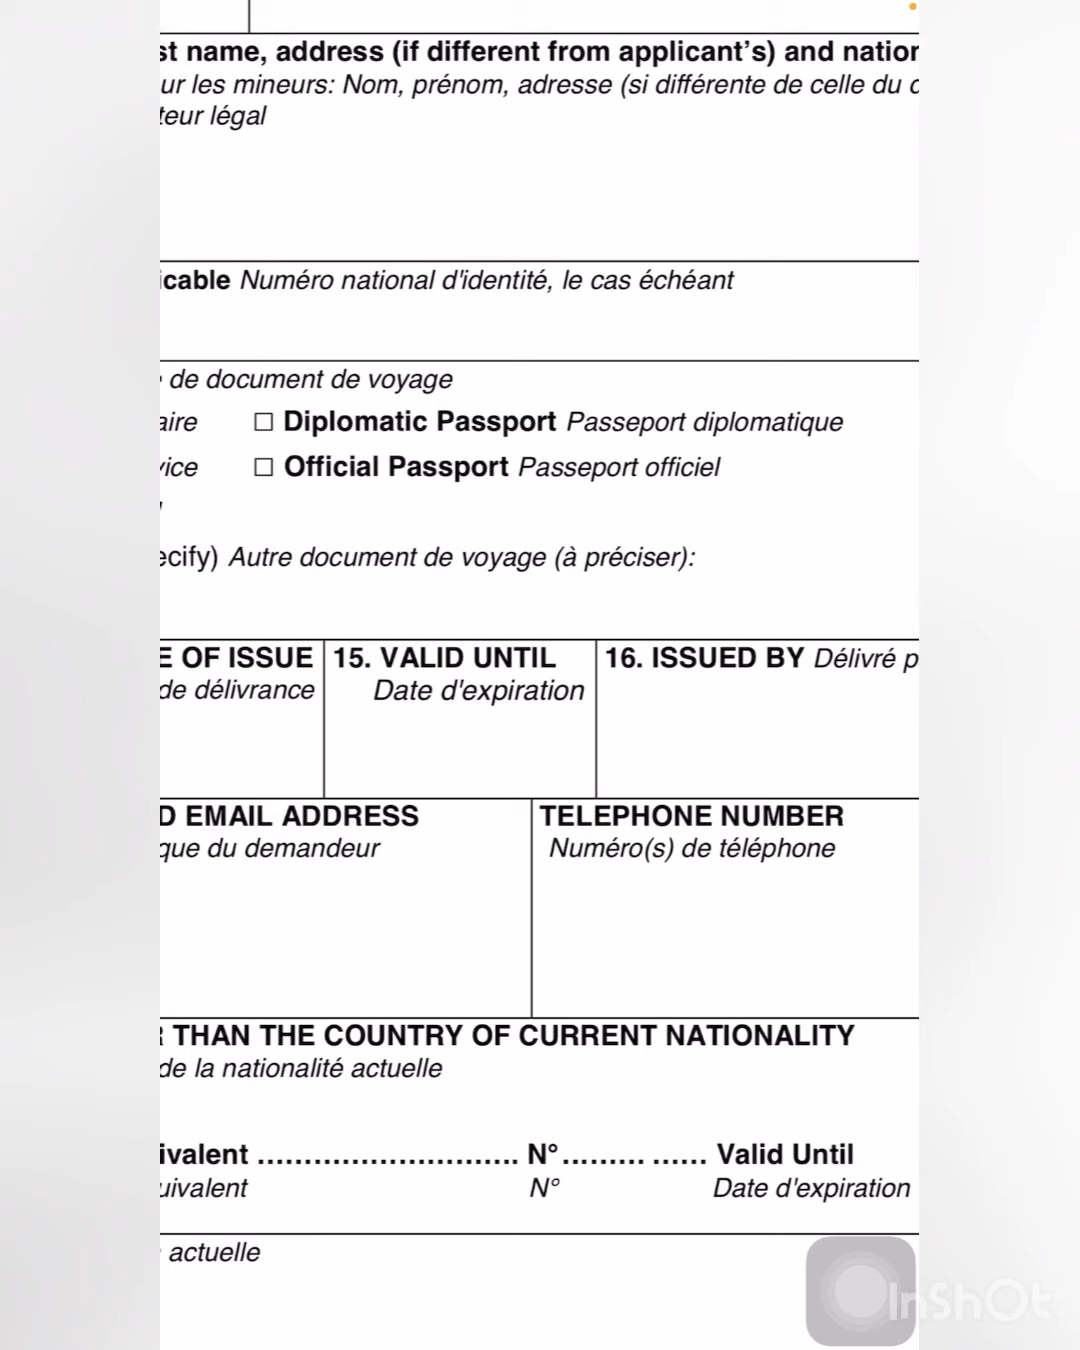 st name, address (if different from applicant's) and nation
ur les mineurs: Nom, prénom, adresse (si différente de celle du d
teur légal
icable Numéro national d'identité, le cas échéant
de document de voyage
aire ☐ Diplomatic Passport Passeport diplomatique
vice ☐ Official Passport Passeport officiel
ecify) Autre document de voyage (à préciser):
E OF ISSUE 15. VALID UNTIL 16. ISSUED BY Délivré p
de délivrance Date d'expiration
D EMAIL ADDRESS TELEPHONE NUMBER
que du demandeur Numéro(s) de téléphone
R THAN THE COUNTRY OF CURRENT NATIONALITY
de la nationalité actuelle
ivalent ............................ N°......... ...... Valid Until
uivalent N° Date d'expiration
actuelle
InShOt